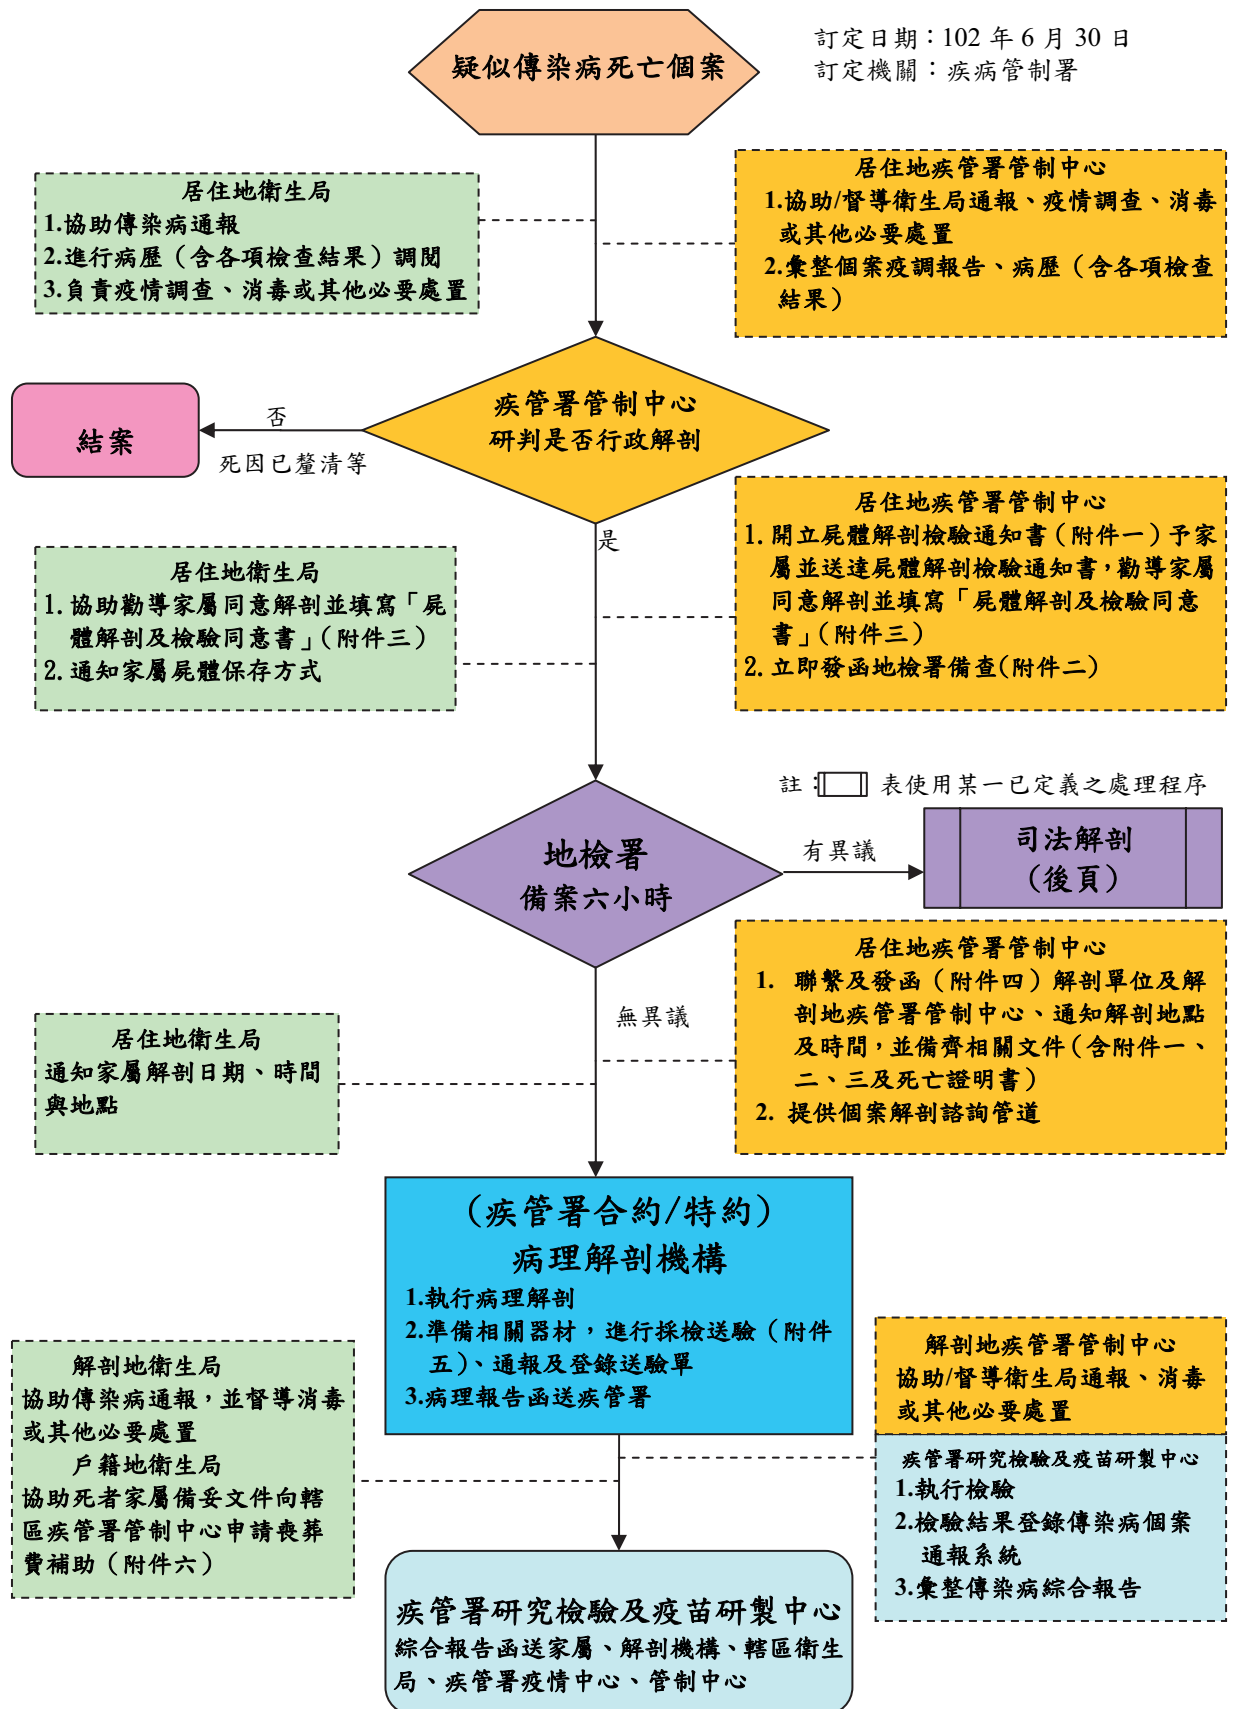 訂定日期：102 年 6 月 30 日
訂定機關：疾病管制署
疑似傳染病死亡個案
居住地衛生局
1.協助傳染病通報
2.進行病歷（含各項檢查結果）調閱
3.負責疫情調查、消毒或其他必要處置
居住地疾管署管制中心
1.協助/督導衛生局通報、疫情調查、消毒
或其他必要處置
2.彙整個案疫調報告、病歷（含各項檢查
結果）
疾管署管制中心
研判是否行政解剖
否
死因已釐清等
結案
是
居住地衛生局
1. 協助勸導家屬同意解剖並填寫「屍
體解剖及檢驗同意書」（附件三）
2. 通知家屬屍體保存方式
居住地疾管署管制中心
1. 開立屍體解剖檢驗通知書（附件一）予家
屬並送達屍體解剖檢驗通知書，勸導家屬
同意解剖並填寫「屍體解剖及檢驗同意
書」（附件三）
2. 立即發函地檢署備查(附件二）
註：表使用某一已定義之處理程序
地檢署
備案六小時
有異議
司法解剖
（後頁）
無異議
居住地衛生局
通知家屬解剖日期、時間
與地點
居住地疾管署管制中心
1. 聯繫及發函（附件四）解剖單位及解
剖地疾管署管制中心、通知解剖地點
及時間，並備齊相關文件（含附件一、
二、三及死亡證明書）
2. 提供個案解剖諮詢管道
（疾管署合約/特約）
病理解剖機構
1.執行病理解剖
2.準備相關器材，進行採檢送驗（附件
五）、通報及登錄送驗單
3.病理報告函送疾管署
解剖地衛生局
協助傳染病通報，並督導消毒
或其他必要處置
戶籍地衛生局
協助死者家屬備妥文件向轄
區疾管署管制中心申請喪葬
費補助（附件六）
解剖地疾管署管制中心
協助/督導衛生局通報、消毒
或其他必要處置
疾管署研究檢驗及疫苗研製中心
1.執行檢驗
2.檢驗結果登錄傳染病個案
通報系統
3.彙整傳染病綜合報告
疾管署研究檢驗及疫苗研製中心
綜合報告函送家屬、解剖機構、轄區衛生
局、疾管署疫情中心、管制中心